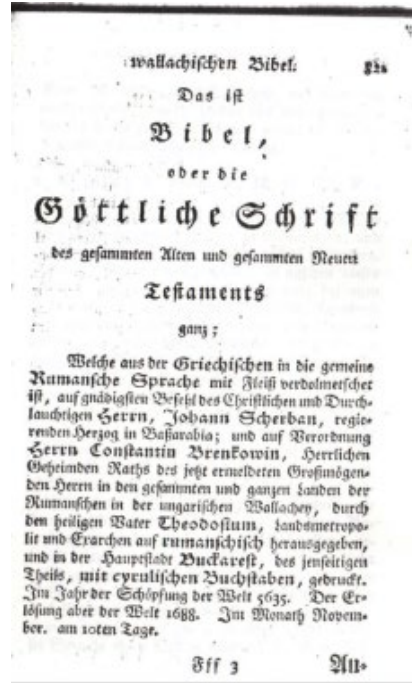 wallachischen Bibel.
Das ist
Bibel,
oder die
Göttliche Schrift
des gesammten Alten und gesammten Neuen
Testaments
ganz;
Welche aus der Griechischen in die gemeine
Rumansche Sprache mit Fleiß verdolmetschet
ist, auf gnädigsten Befehl des Christlichen und Durch-
lauchtigen Herrn, Johann Scherban, regie-
renden Herzog in Baßarabia; und auf Verordnung
Herrn Constantin Brenkowin, Herrlichen
Geheimden Raths des jetzt ermeldeten Großmögen-
den Herrn in den gesammten und ganzen Landen der
Rumanschen in der ungarischen Wallachey, durch
den heiligen Vater Theodosium, Landsmetropo-
lit und Exarchen auf rumanschisch herausgegeben,
und in der Hauptstadt Buckarest, des jenseitigen
Theils, mit cyrulischen Buchstaben, gedruckt.
Im Jahr der Schöpfung der Welt 5635. Der Er-
lösung aber der Welt 1688. Im Monath Novem-
ber. am 10ten Tage.
Fff 3 An-